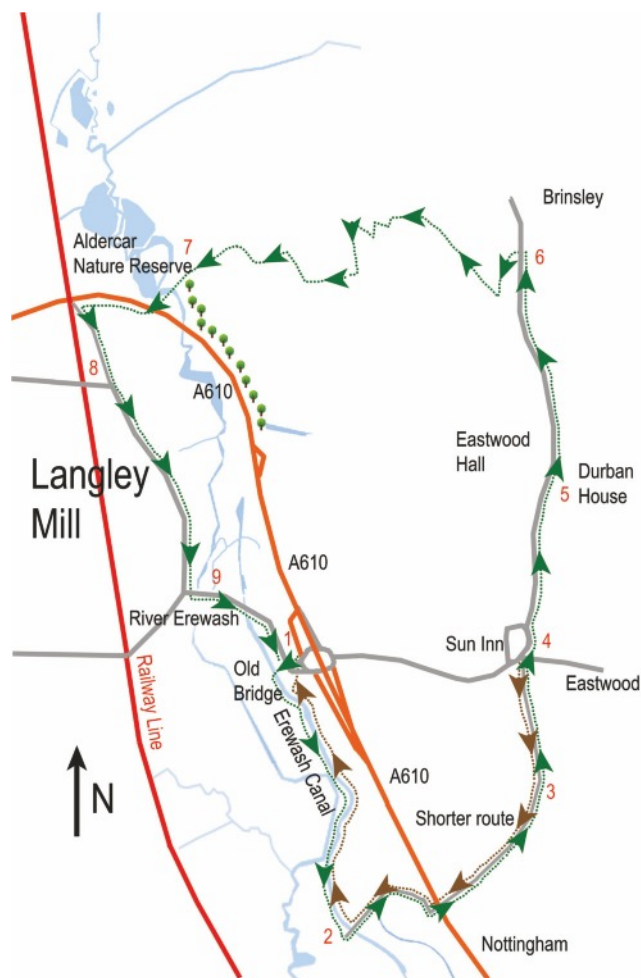 Brinsley
Aldercar
Nature Reserve
7
6
8
A610
Eastwood
Hall
Durban
House
5
Langley
Mill
A610
9
River Erewash
1
Sun Inn
4
Old
Bridge
Eastwood
Railway Line
Erewash Canal
N
A610
3
Shorter route
2
Nottingham